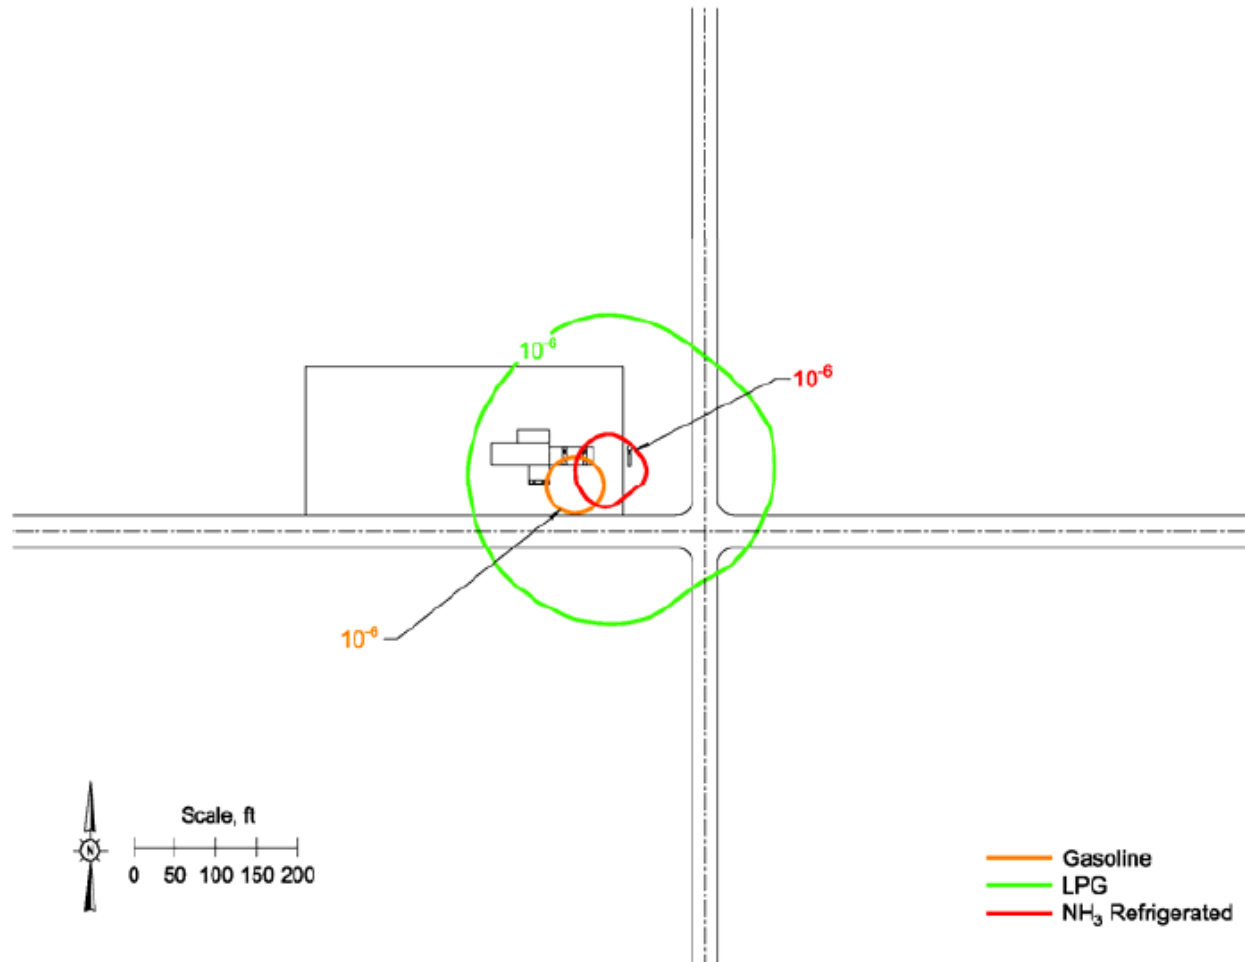 10⁻⁶
10⁻⁶
10⁻⁶
N
Scale, ft
0 50 100 150 200
Gasoline
LPG
NH₃ Refrigerated